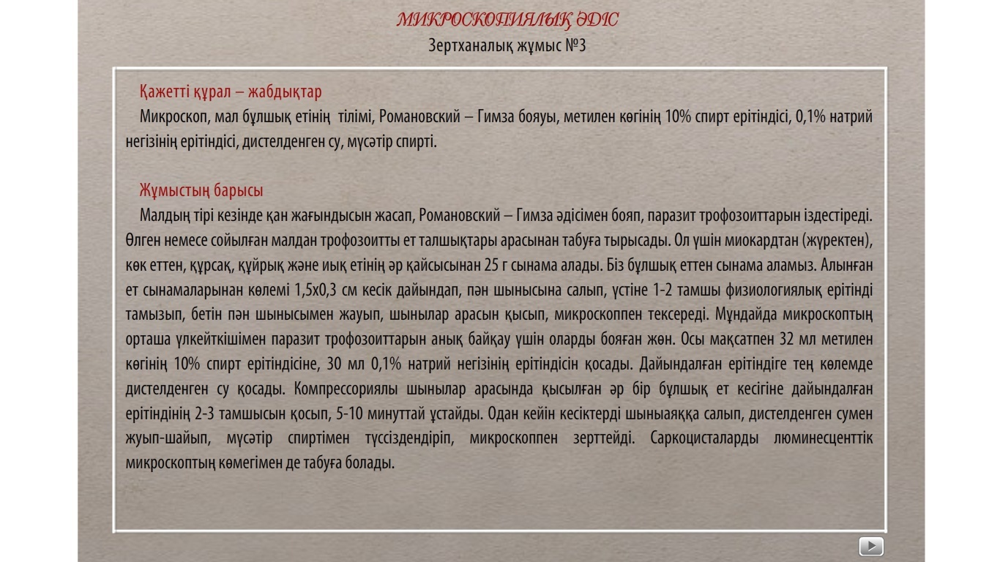 МИКРОСКОПИЯЛЫҚ ӘДІС
Зертханалық жұмыс №3
Қажетті құрал – жабдықтар
Микроскоп, мал бұлшық етінің тілімі, Романовский – Гимза бояуы, метилен көгінің 10% спирт ерітіндісі, 0,1% натрий
негізінің ерітіндісі, дистелденген су, мүсәтір спирті.
Жұмыстың барысы
Малдың тірі кезінде қан жағындысын жасап, Романовский – Гимза әдісімен бояп, паразит трофозоиттарын іздестіреді.
Өлген немесе сойылған малдан трофозоитты ет талшықтары арасынан табуға тырысады. Ол үшін миокардтан (жүректен),
көк еттен, құрсақ, құйрық және иық етінің әр қайсысынан 25 г сынама алады. Біз бұлшық еттен сынама аламыз. Алынған
ет сынамаларынан көлемі 1,5х0,3 см кесік дайындап, пән шынысына салып, үстіне 1-2 тамшы физиологиялық ерітінді
тамызып, бетін пән шынысымен жауып, шынылар арасын қысып, микроскоппен тексереді. Мұндайда микроскоптың
орташа үлкейткішімен паразит трофозоиттарын анық байқау үшін оларды бояған жөн. Осы мақсатпен 32 мл метилен
көгінің 10% спирт ерітіндісіне, 30 мл 0,1% натрий негізінің ерітіндісін қосады. Дайындалған ерітіндіге тең көлемде
дистелденген су қосады. Компрессориялы шынылар арасында қысылған әр бір бұлшық ет кесігіне дайындалған
ерітіндінің 2-3 тамшысын қосып, 5-10 минуттай ұстайды. Одан кейін кесіктерді шыныаяққа салып, дистелденген сумен
жуып-шайып, мүсәтір спиртімен түссіздендіріп, микроскоппен зерттейді. Саркоцисталарды люминесценттік
микроскоптың көмегімен де табуға болады.